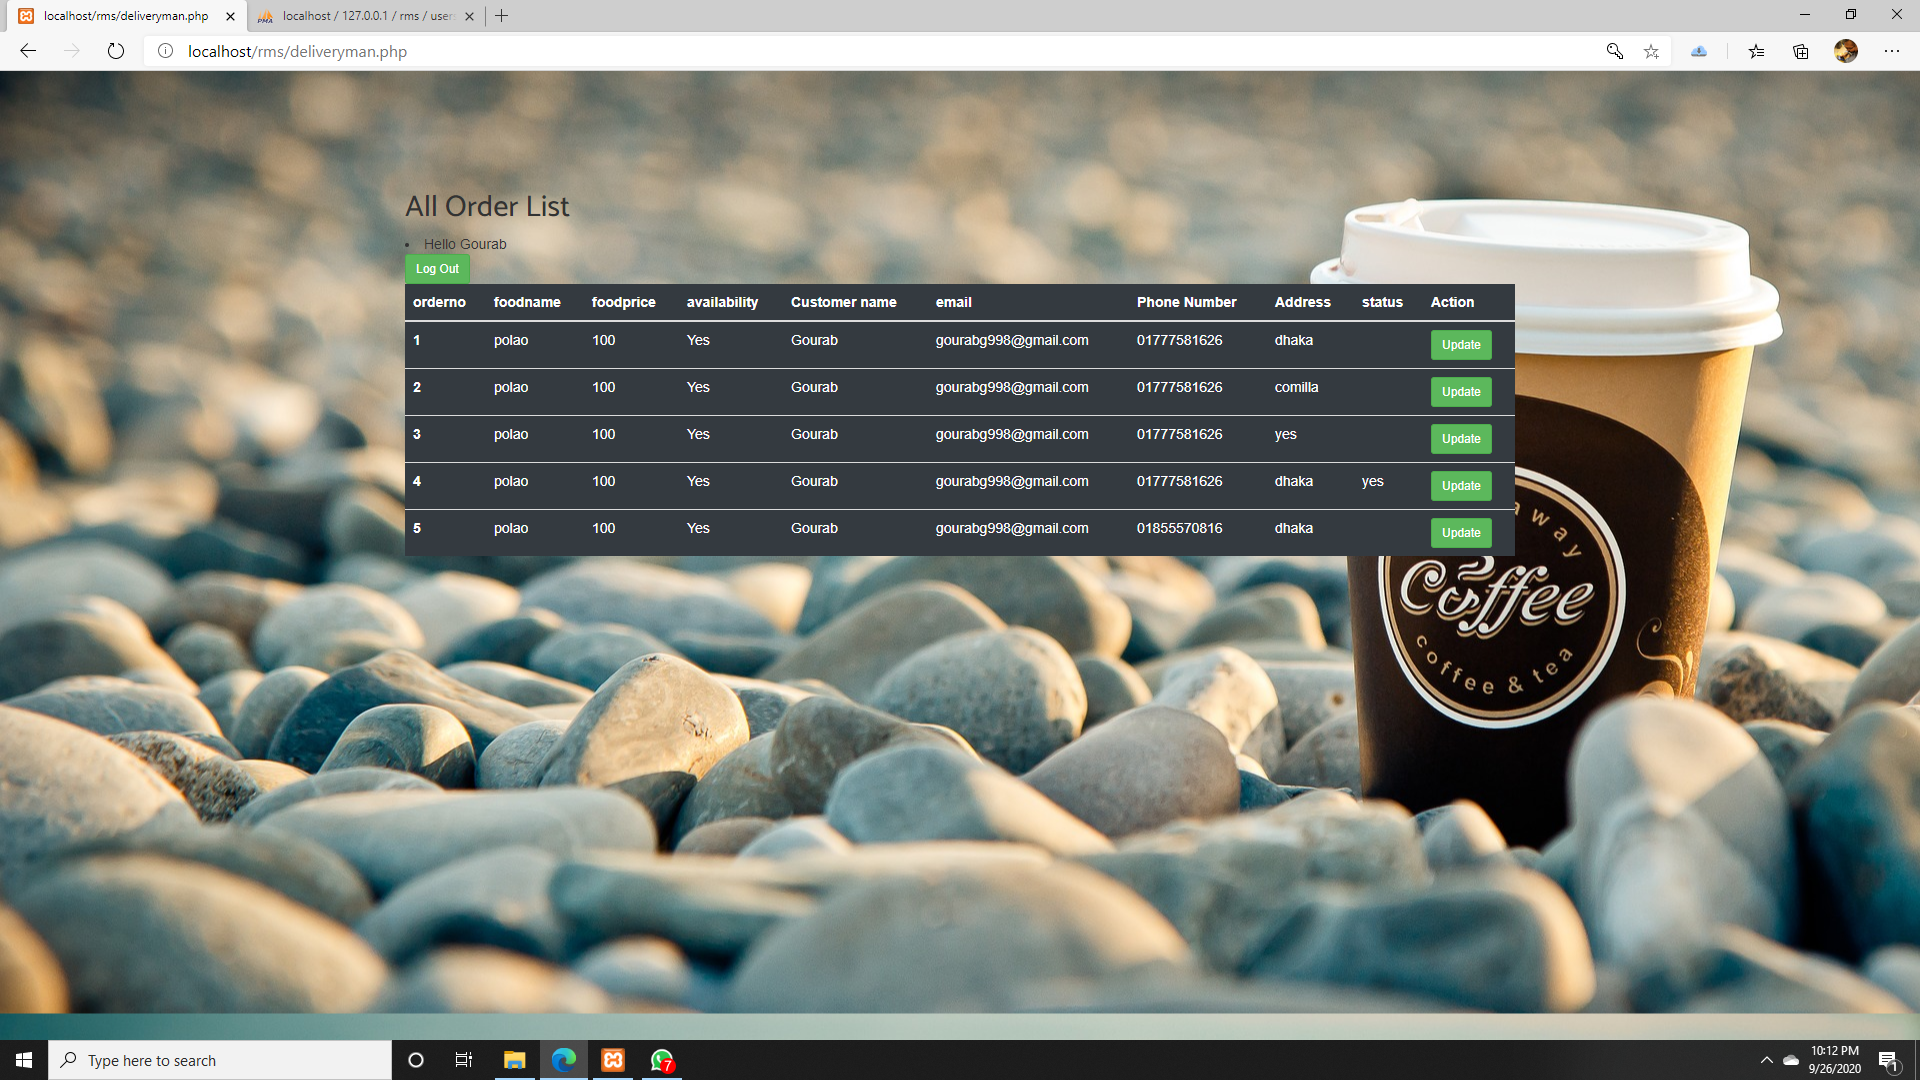 localhost/rms/deliveryman.php
localhost / 127.0.0.1 / rms / users
localhost/rms/deliveryman.php
All Order List
• Hello Gourab
Log Out
orderno foodname foodprice availability Customer name email Phone Number Address status Action
1 polao 100 Yes Gourab gourabg998@gmail.com 01777581626 dhaka Update
2 polao 100 Yes Gourab gourabg998@gmail.com 01777581626 comilla Update
3 polao 100 Yes Gourab gourabg998@gmail.com 01777581626 yes Update
4 polao 100 Yes Gourab gourabg998@gmail.com 01777581626 dhaka yes Update
5 polao 100 Yes Gourab gourabg998@gmail.com 01855570816 dhaka Update
away
Coffee
coffee & tea
Type here to search
7
10:12 PM
9/26/2020
1